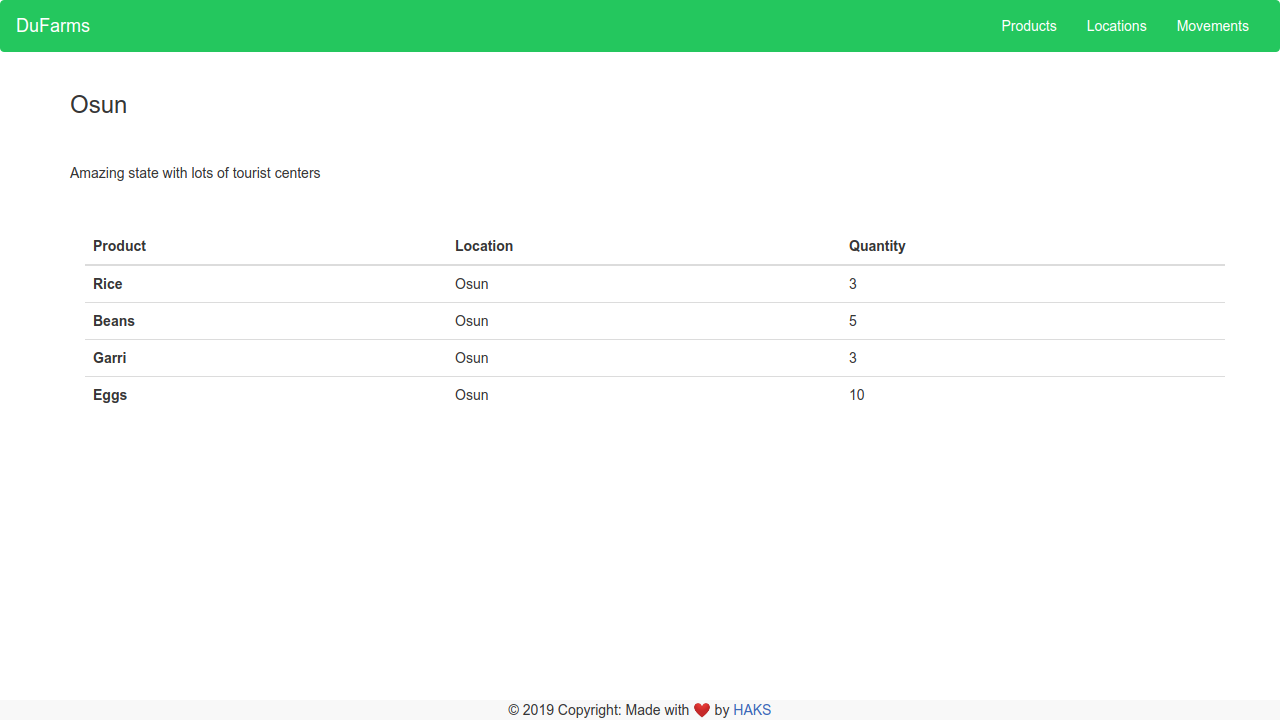 DuFarms Products Locations Movements
Osun
Amazing state with lots of tourist centers
Product Location Quantity
Rice Osun 3
Beans Osun 5
Garri Osun 3
Eggs Osun 10
© 2019 Copyright: Made with ❤️ by HAKS